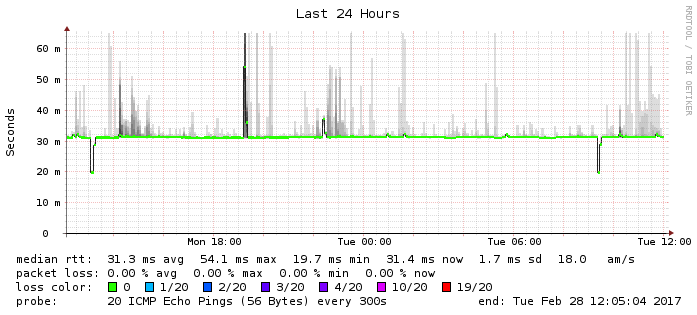 Last 24 Hours
RRDTOOL / TOBI OETIKER
Seconds
60 m
50 m
40 m
30 m
20 m
10 m
0
Mon 18:00 Tue 00:00 Tue 06:00 Tue 12:00
median rtt: 31.3 ms avg 54.1 ms max 19.7 ms min 31.4 ms now 1.7 ms sd 18.0 am/s
packet loss: 0.00 % avg 0.00 % max 0.00 % min 0.00 % now
loss color: 0 1/20 2/20 3/20 4/20 10/20 19/20
probe: 20 ICMP Echo Pings (56 Bytes) every 300s end: Tue Feb 28 12:05:04 2017